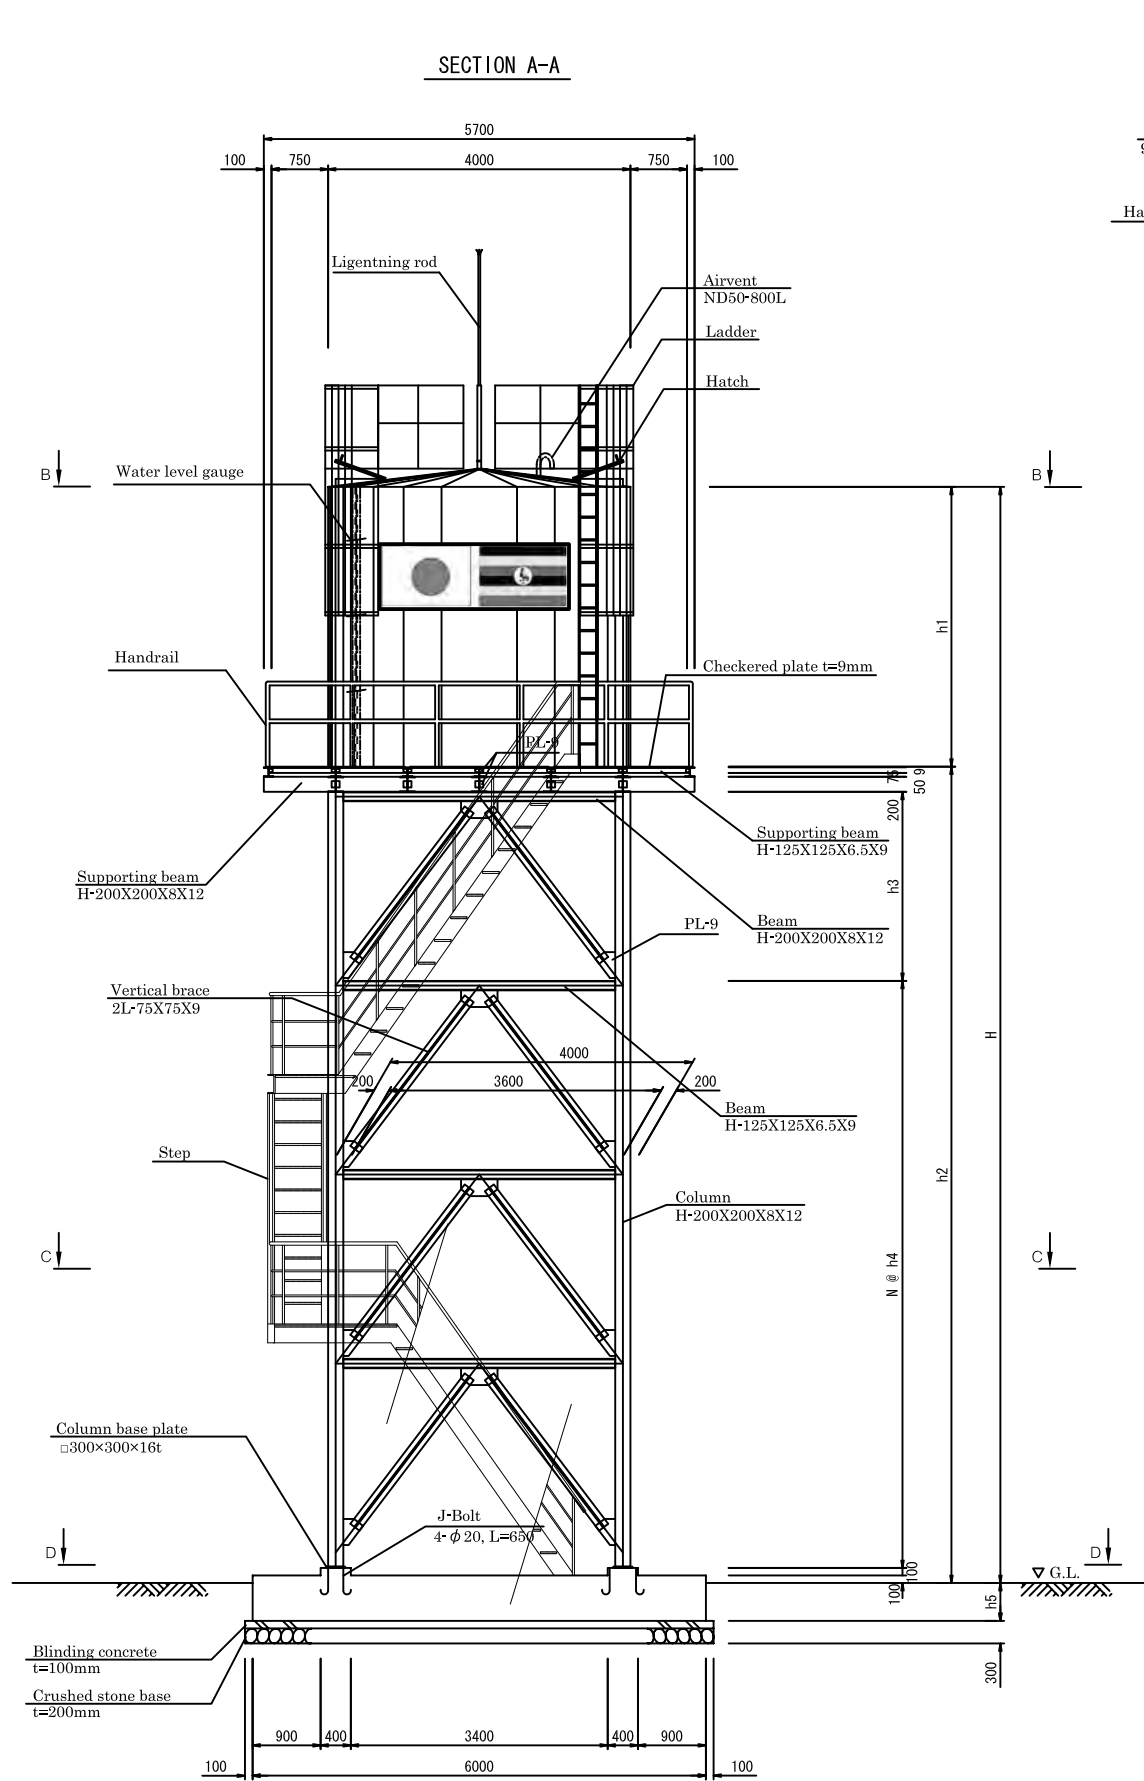 SECTION A-A
5700
100
750
4000
750
100
Ha
Ligentning rod
Airvent
ND50-800L
Ladder
Hatch
B
B
Water level gauge
h1
Handrail
Checkered plate t=9mm
PL-9
75
50 9
200
Supporting beam
H-125X125X6.5X9
Supporting beam
H-200X200X8X12
h3
PL-9
Beam
H-200X200X8X12
Vertical brace
2L-75X75X9
H
4000
200
3600
200
Beam
H-125X125X6.5X9
Step
h2
Column
H-200X200X8X12
C
C
N @ h4
Column base plate
□300×300×16t
J-Bolt
4-φ20, L=650
D
D
100
100
G.L.
h5
Blinding concrete
t=100mm
300
Crushed stone base
t=200mm
900
400
3400
400
900
100
6000
100